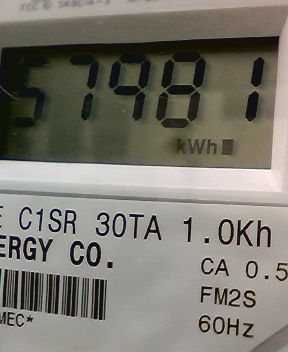 57981
kWh
E C1SR 30TA 1.0Kh
ERGY CO.
CA 0.5
FM2S
MEC*
60Hz